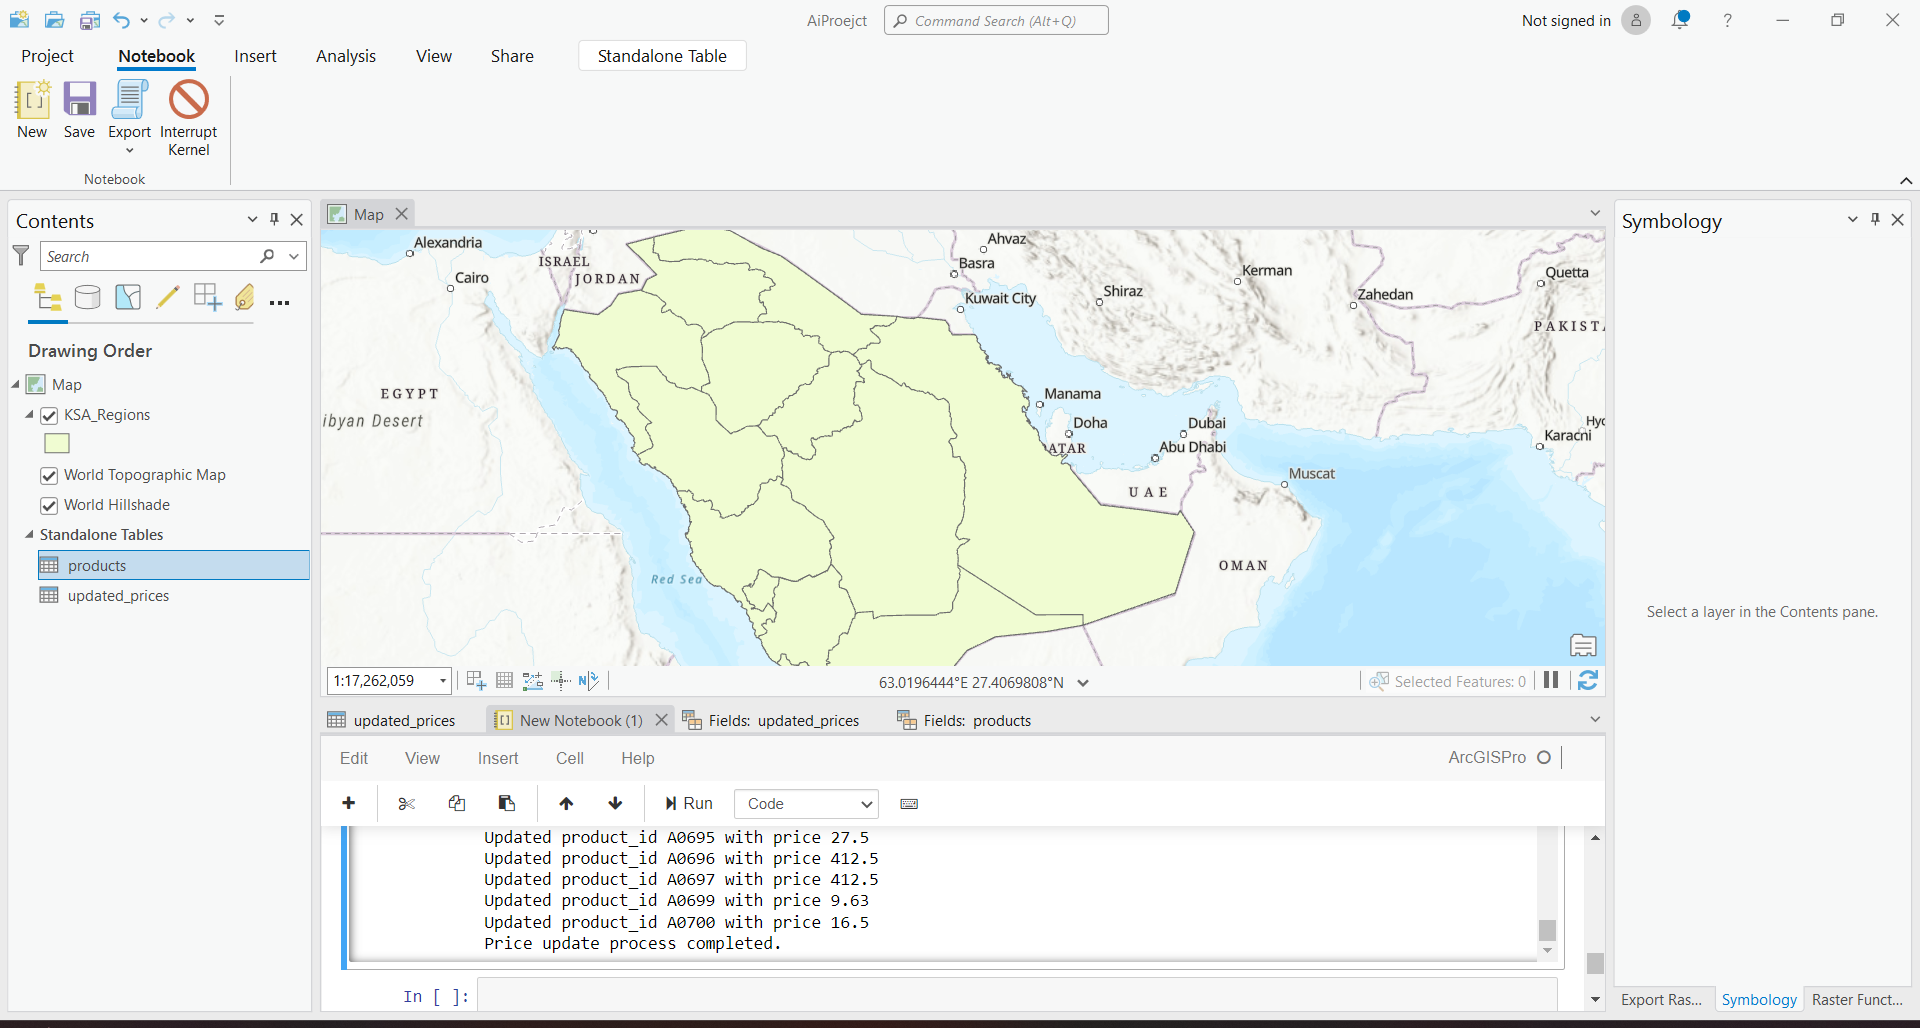 AiProejct
Command Search (Alt+Q)
Not signed in
?
Project
Notebook
Insert
Analysis
View
Share
Standalone Table
New
Save
Export
Interrupt
Kernel
Notebook
Contents
Search
Drawing Order
Map
KSA_Regions
World Topographic Map
World Hillshade
Standalone Tables
products
updated_prices
Map
Alexandria
Cairo
ISRAEL
JORDAN
EGYPT
ibyan Desert
Red Sea
Ahvaz
Basra
Kuwait City
Shiraz
Kerman
Zahedan
Quetta
PAKISTA
Manama
Doha
ATAR
Dubai
Abu Dhabi
UAE
Muscat
OMAN
Hyd
Karachi
1:17,262,059
N
63.0196444°E 27.4069808°N
Selected Features: 0
updated_prices
New Notebook (1)
Fields: updated_prices
Fields: products
Edit
View
Insert
Cell
Help
ArcGISPro
Run
Code
Updated product_id A0695 with price 27.5
Updated product_id A0696 with price 412.5
Updated product_id A0697 with price 412.5
Updated product_id A0699 with price 9.63
Updated product_id A0700 with price 16.5
Price update process completed.
In [ ]:
Symbology
Select a layer in the Contents pane.
Export Ras...
Symbology
Raster Funct...